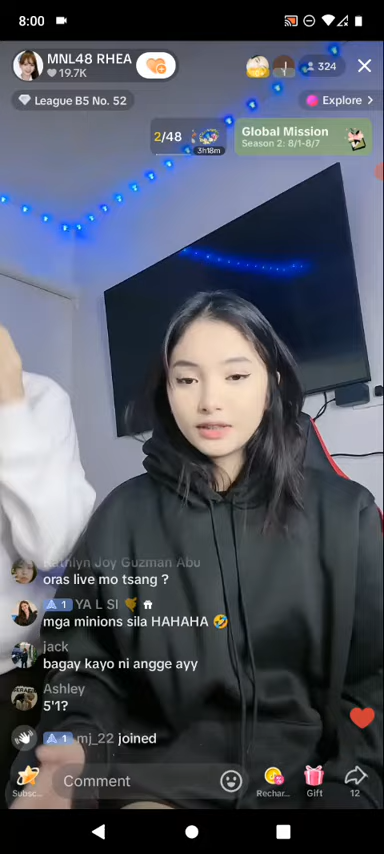 8:00
MNL48 RHEA
19.7K
324
League B5 No. 52
Explore >
2/48
3h18m
Global Mission
Season 2: 8/1-8/7
Kathlyn Joy Guzman Abu
oras live mo tsang ?
1 YA L SI
mga minions sila HAHAHA 🤣
jack
bagay kayo ni angge ayy
Ashley
5'1?
1 mj_22 joined
Subsc...
Comment
Rechar...
Gift
12